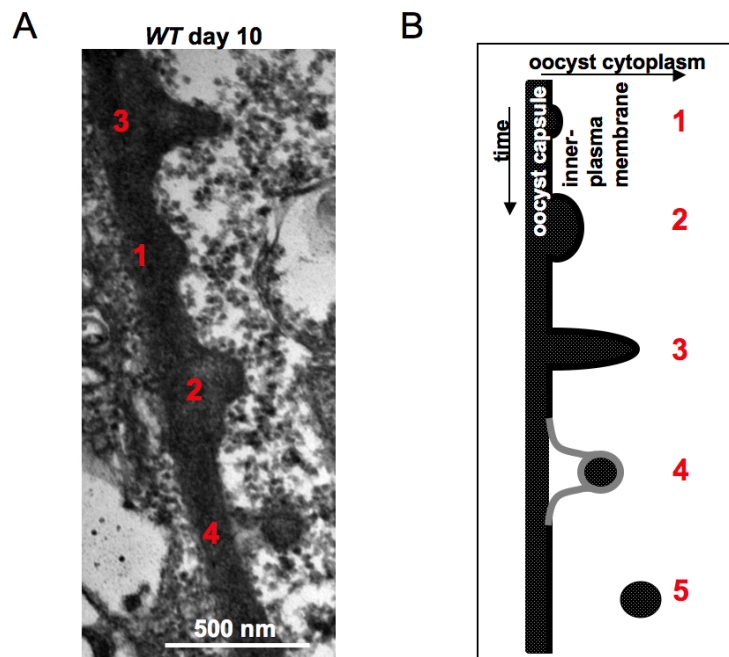 A
WT day 10
3
1
2
4
500 nm
B
oocyst cytoplasm
time
oocyst capsule
inner-
plasma
membrane
1
2
3
4
5